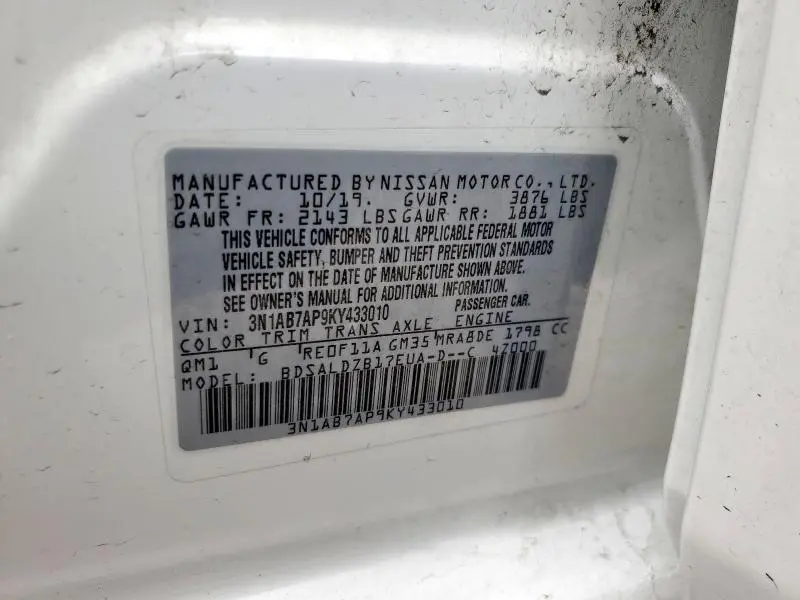 MANUFACTURED BY NISSAN MOTOR CO., LTD.
DATE: 10/19. GVWR: 3876 LBS
GAWR FR: 2143 LBS GAWR RR: 1881 LBS
THIS VEHICLE CONFORMS TO ALL APPLICABLE FEDERAL MOTOR
VEHICLE SAFETY, BUMPER AND THEFT PREVENTION STANDARDS
IN EFFECT ON THE DATE OF MANUFACTURE SHOWN ABOVE.
SEE OWNER'S MANUAL FOR ADDITIONAL INFORMATION.
VIN: 3N1AB7AP9KY433010 PASSENGER CAR.
COLOR TRIM TRANS AXLE ENGINE
QM1 'G 'RE0F11A GM35 'MRA8DE 1798 CC
MODEL: BDSALDZB17EUA-D--C 4Z000
3N1AB7AP9KY433010